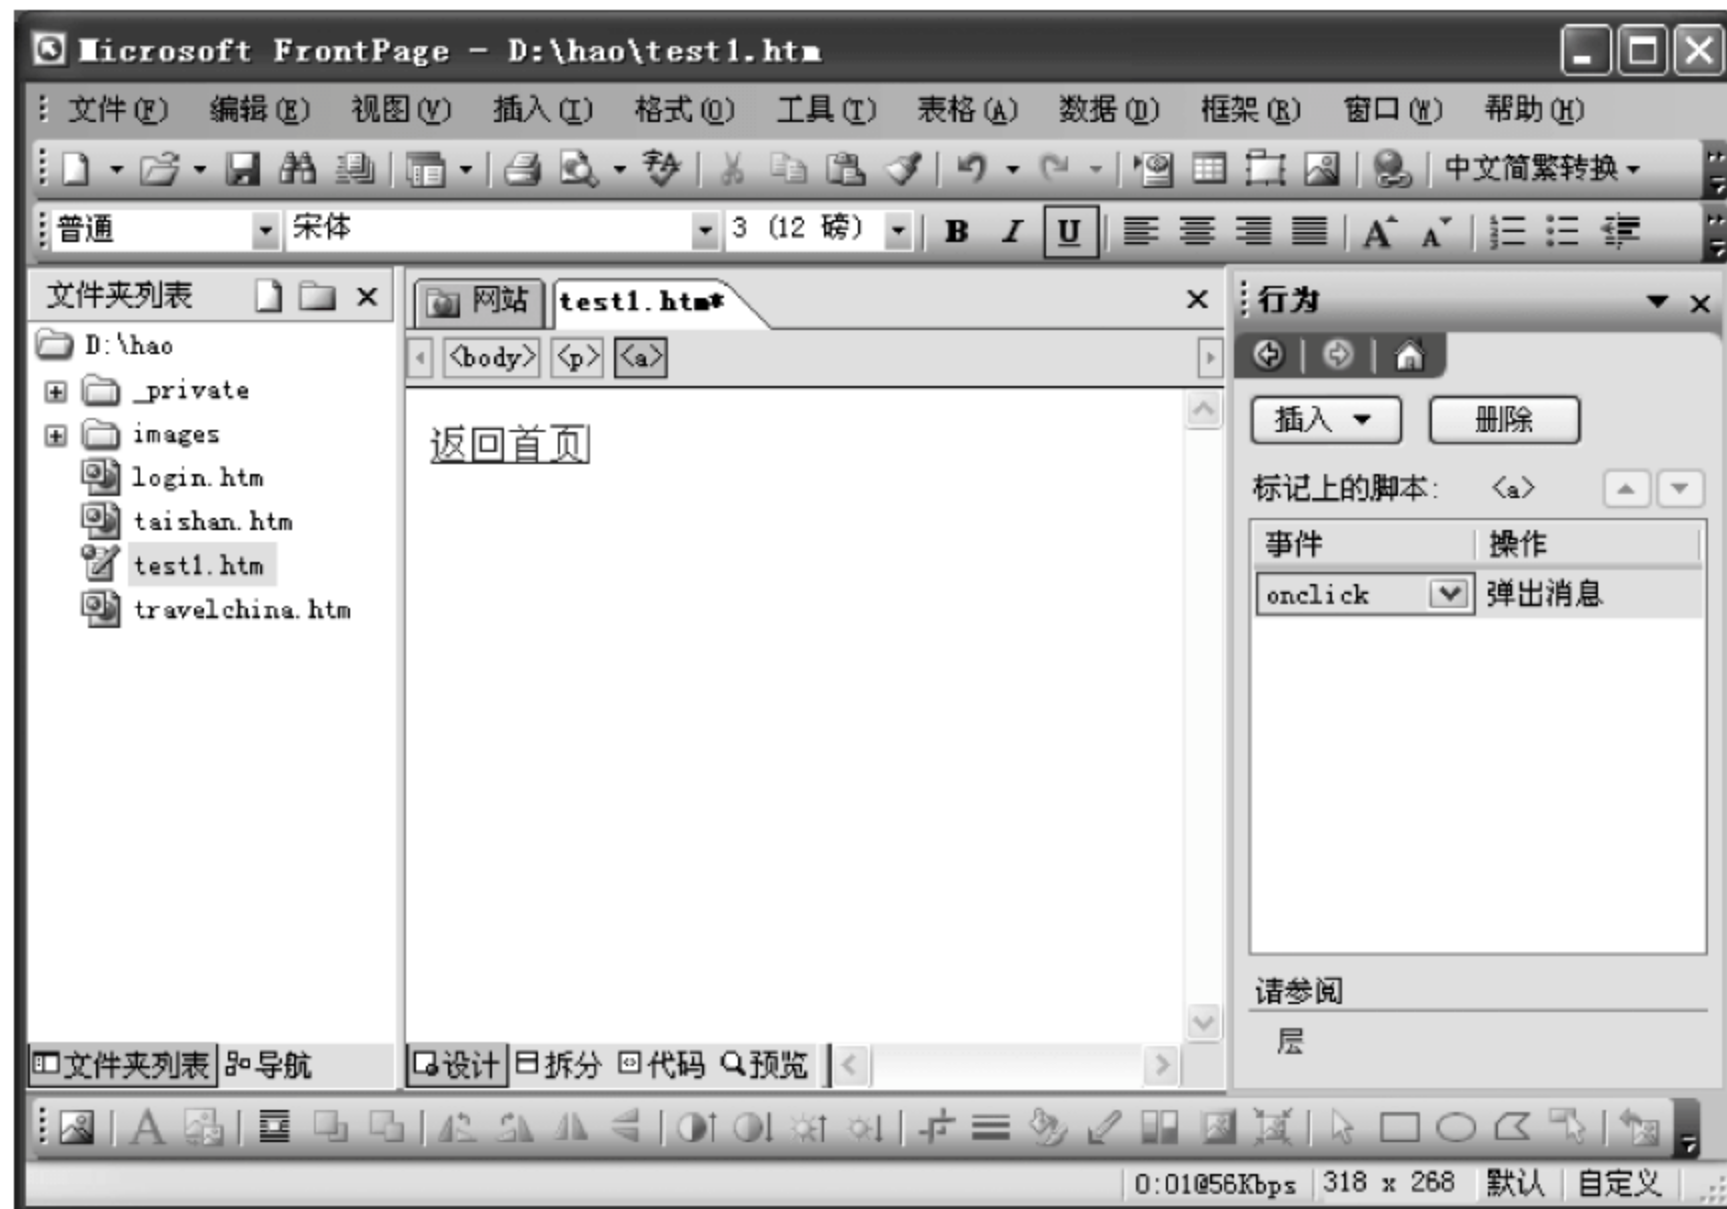 Microsoft FrontPage - D:\hao\test1.htm
文件(F) 编辑(E) 视图(V) 插入(I) 格式(O) 工具(T) 表格(A) 数据(D) 框架(R) 窗口(W) 帮助(H)
中文简繁转换
普通 宋体 3 (12 磅) B I U A A
文件夹列表
D:\hao
_private
images
login.htm
taishan.htm
test1.htm
travelchina.htm
文件夹列表 导航
网站 test1.htm*
<body> <p> <a>
返回首页
设计 拆分 代码 预览
行为
插入 删除
标记上的脚本: <a>
事件 操作
onclick 弹出消息
请参阅
层
A
0:01@56Kbps 318 x 268 默认 自定义